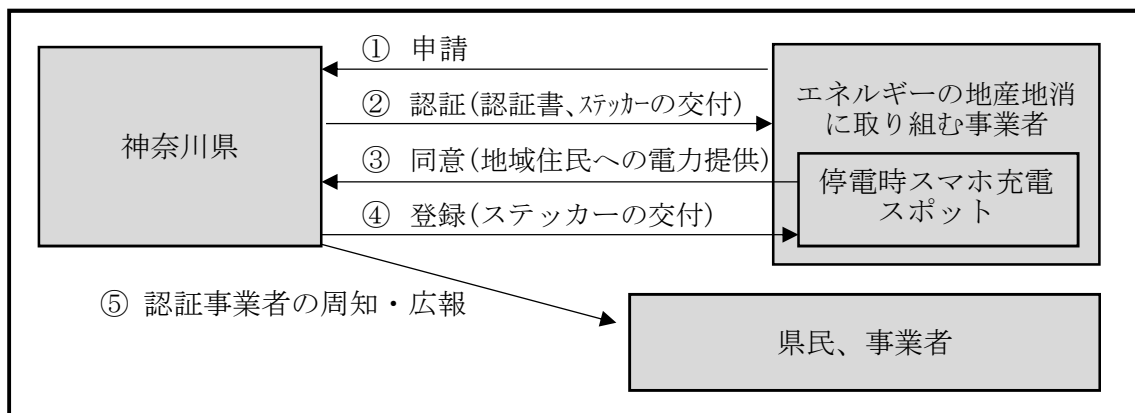 神奈川県
① 申請
② 認証(認証書、ｽﾃｯｶｰの交付)
③ 同意(地域住民への電力提供)
④ 登録(ステッカーの交付)
エネルギーの地産地消
に取り組む事業者
停電時スマホ充電
スポット
⑤ 認証事業者の周知・広報
県民、事業者